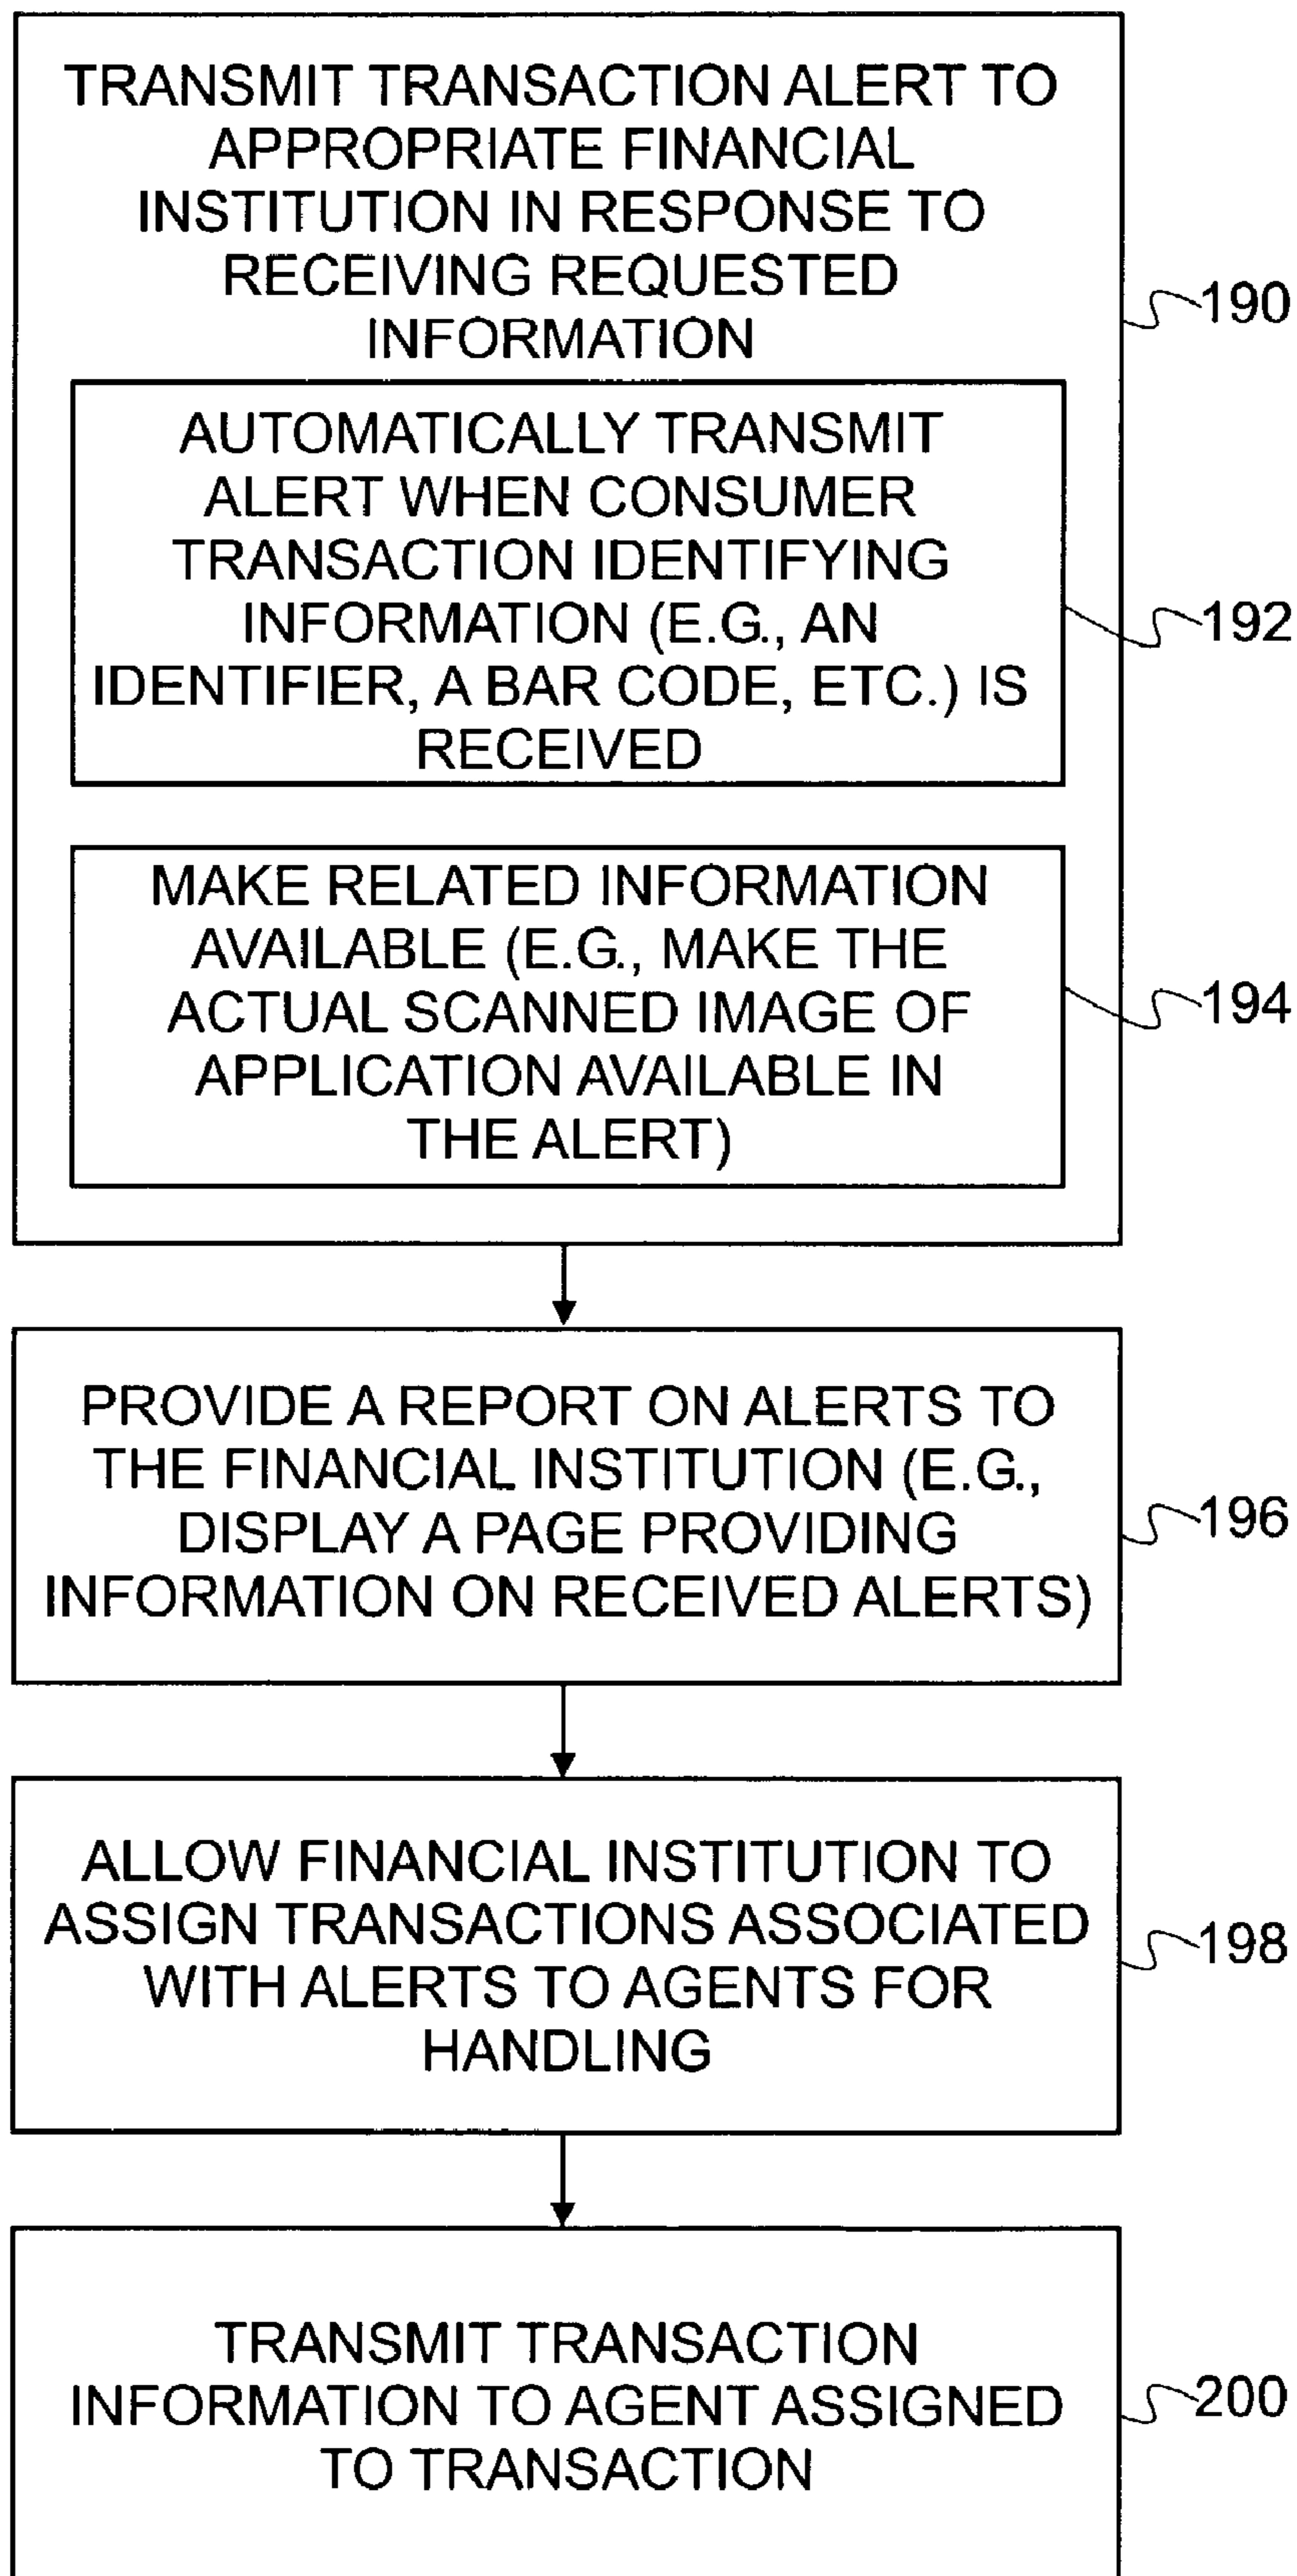 TRANSMIT TRANSACTION ALERT TO
APPROPRIATE FINANCIAL
INSTITUTION IN RESPONSE TO
RECEIVING REQUESTED
INFORMATION
190
AUTOMATICALLY TRANSMIT
ALERT WHEN CONSUMER
TRANSACTION IDENTIFYING
INFORMATION (E.G., AN
IDENTIFIER, A BAR CODE, ETC.) IS
RECEIVED
192
MAKE RELATED INFORMATION
AVAILABLE (E.G., MAKE THE
ACTUAL SCANNED IMAGE OF
APPLICATION AVAILABLE IN
THE ALERT)
194
PROVIDE A REPORT ON ALERTS TO
THE FINANCIAL INSTITUTION (E.G.,
DISPLAY A PAGE PROVIDING
INFORMATION ON RECEIVED ALERTS)
196
ALLOW FINANCIAL INSTITUTION TO
ASSIGN TRANSACTIONS ASSOCIATED
WITH ALERTS TO AGENTS FOR
HANDLING
198
TRANSMIT TRANSACTION
INFORMATION TO AGENT ASSIGNED
TO TRANSACTION
200